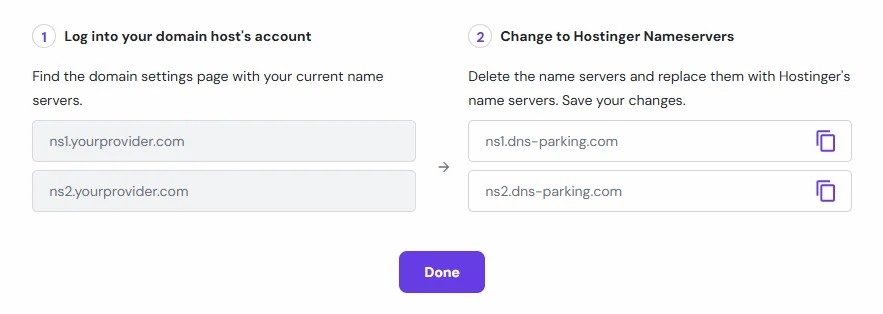 1 Log into your domain host's account
Find the domain settings page with your current name
servers.
ns1.yourprovider.com
ns2.yourprovider.com
→
2 Change to Hostinger Nameservers
Delete the name servers and replace them with Hostinger's
name servers. Save your changes.
ns1.dns-parking.com
ns2.dns-parking.com
Done